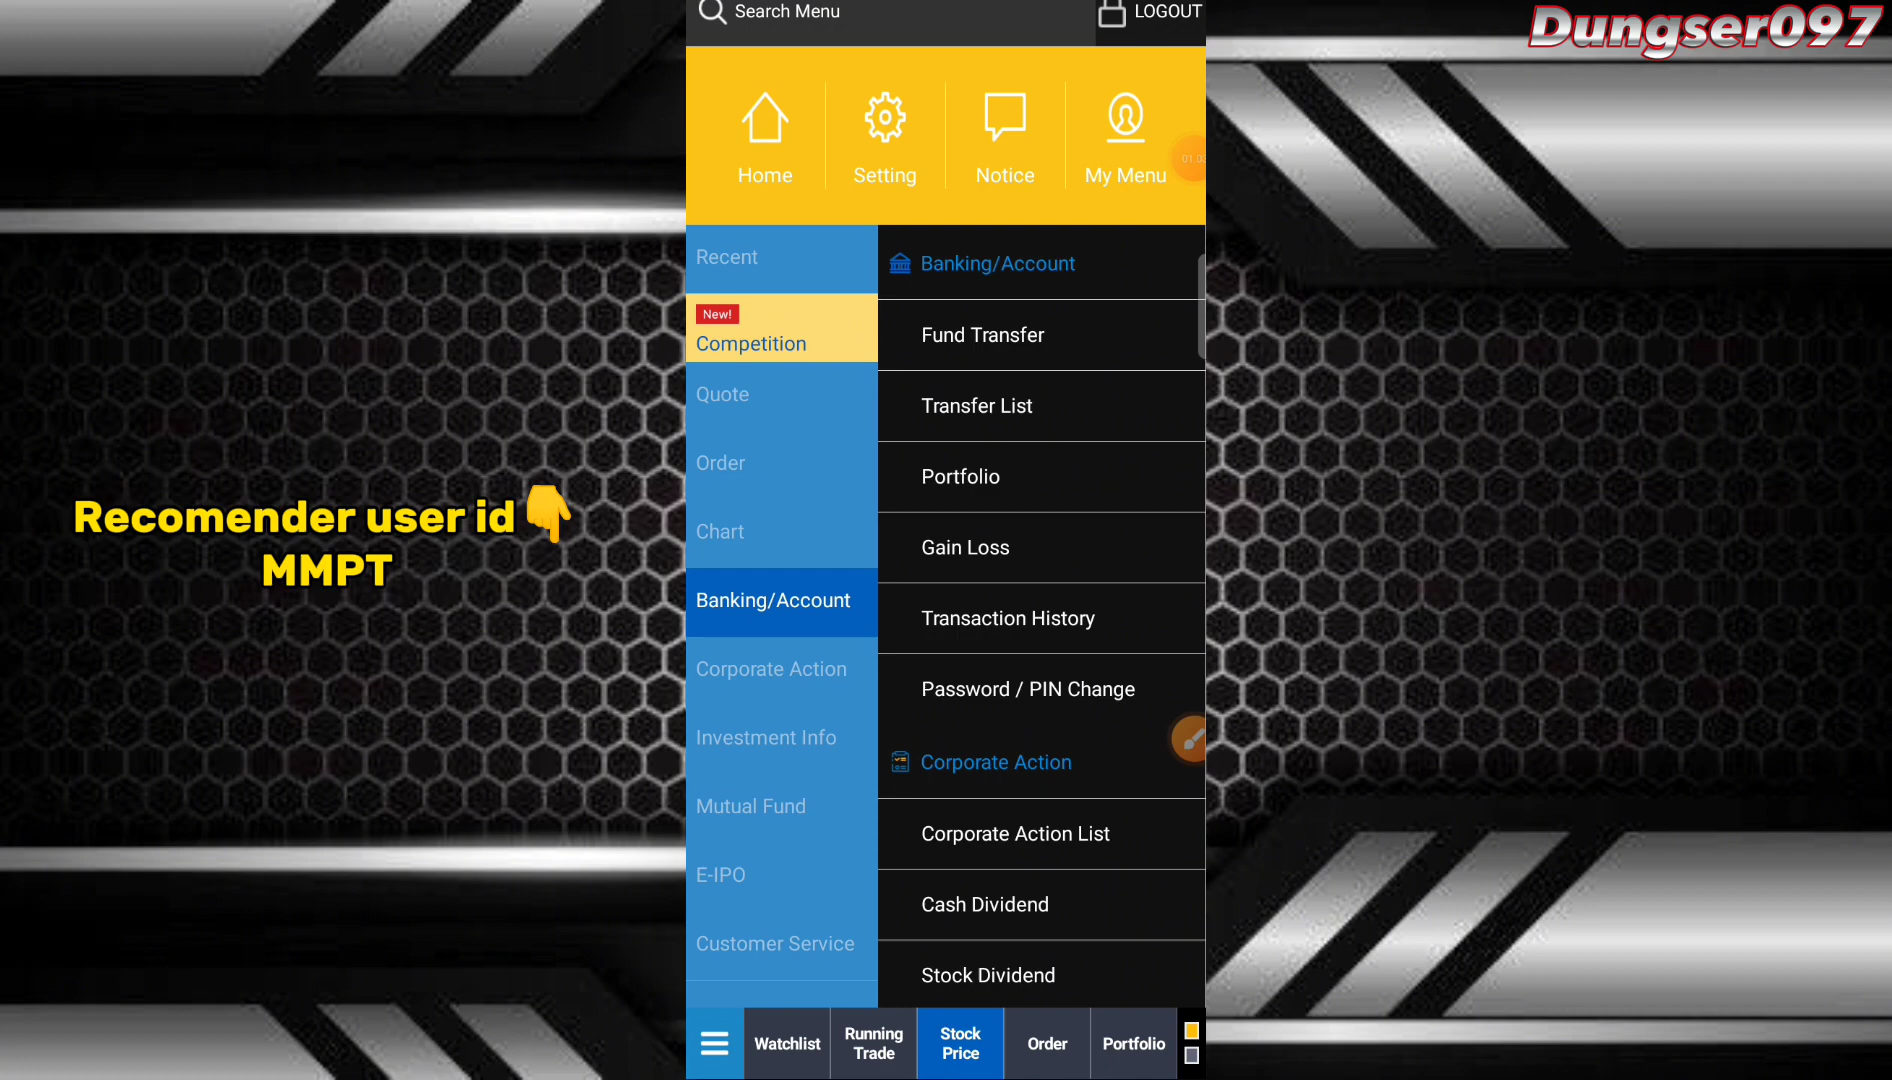 Search Menu
LOGOUT
Dungser097
Home
Setting
Notice
My Menu
01:03
Recent
New!
Competition
Quote
Order
Chart
Banking/Account
Corporate Action
Investment Info
Mutual Fund
E-IPO
Customer Service
Banking/Account
Fund Transfer
Transfer List
Portfolio
Gain Loss
Transaction History
Password / PIN Change
Corporate Action
Corporate Action List
Cash Dividend
Stock Dividend
Recomender user id👇
MMPT
Watchlist
Running
Trade
Stock
Price
Order
Portfolio